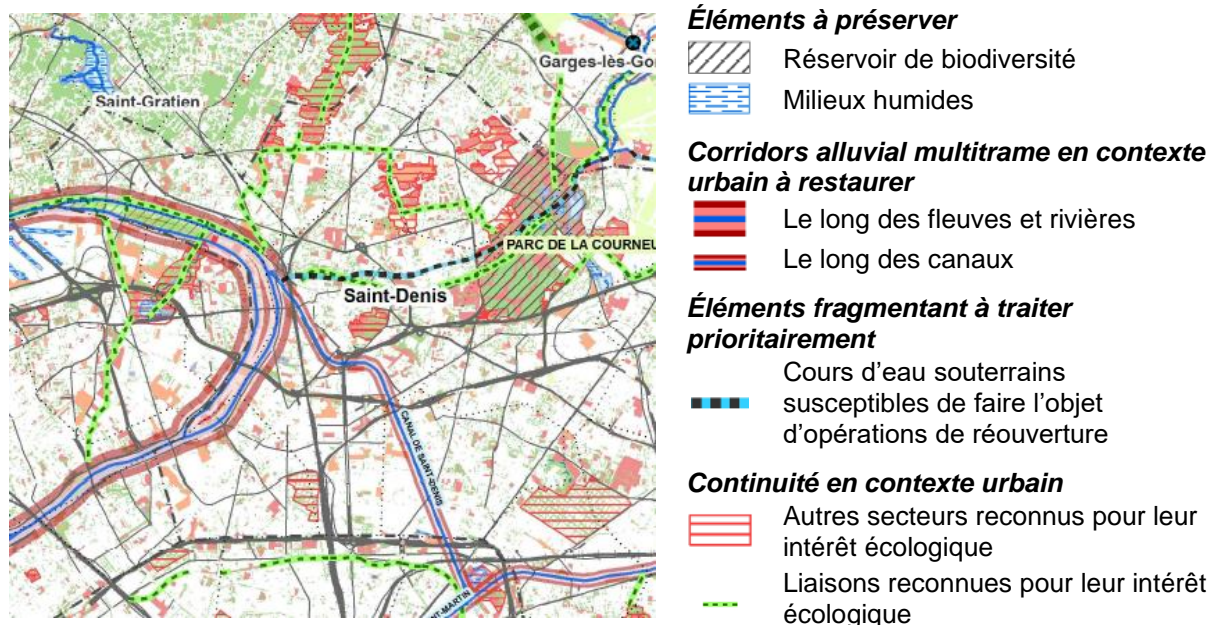 Garges-lès-Go
Saint-Gratien
PARC DE LA COURNEU
Saint-Denis
CANAL DE SAINT-DENIS
NT-MARTIN
Éléments à préserver
Réservoir de biodiversité
Milieux humides
Corridors alluvial multitrame en contexte
urbain à restaurer
Le long des fleuves et rivières
Le long des canaux
Éléments fragmentant à traiter
prioritairement
Cours d'eau souterrains
susceptibles de faire l'objet
d'opérations de réouverture
Continuité en contexte urbain
Autres secteurs reconnus pour leur
intérêt écologique
Liaisons reconnues pour leur intérêt
écologique